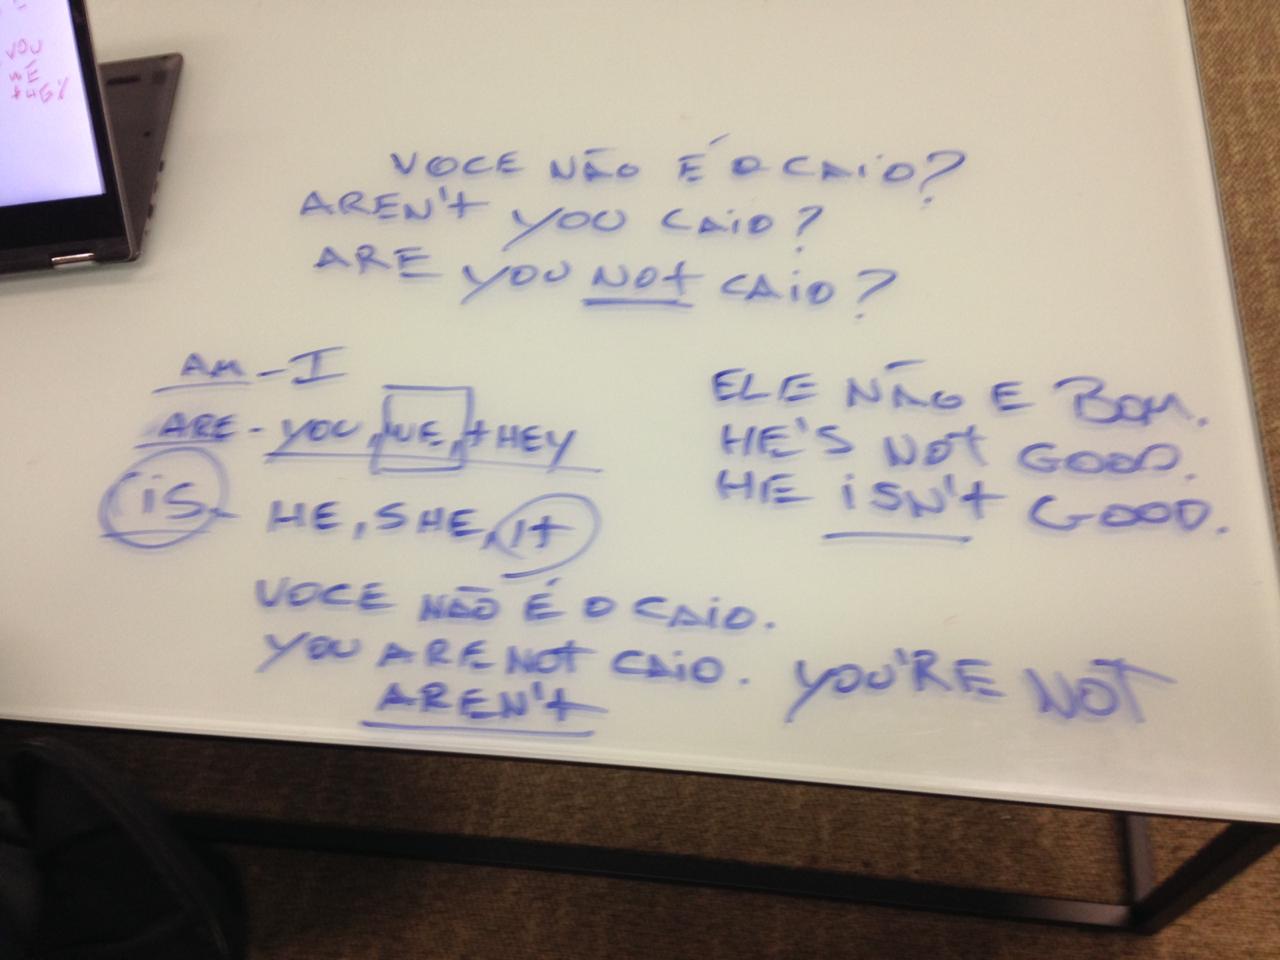 VOU
WE
tHEY
VOCE NÃO É O CAiO?
AREN't YOU CAiO?
ARE YOU NOt CAiO?
AM - I
ARE - YOU, WE, tHEY
iS - HE, SHE, It
ELE NÃO E BOM.
HE'S NOt GOOD.
HE iSN't GOOD.
VOCE NÃO É O CAiO.
YOU ARE NOt CAiO. YOU'RE NOT
AREN't